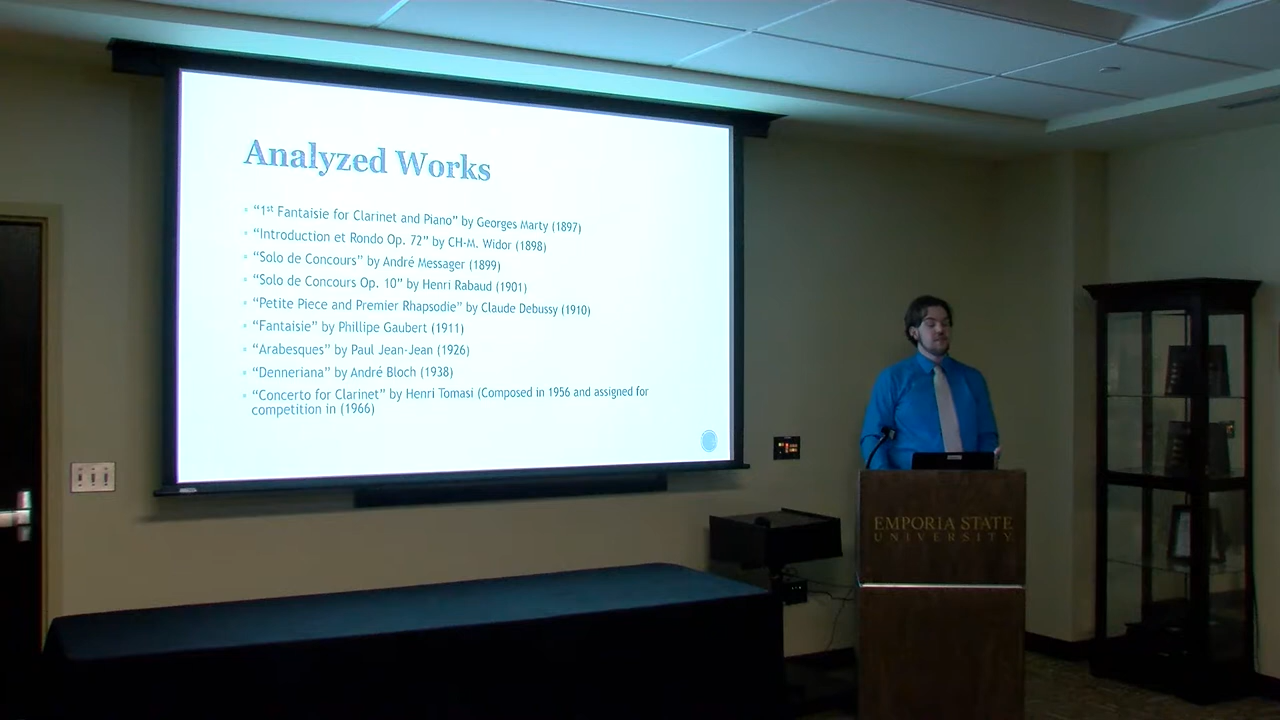 Analyzed Works
“1st Fantaisie for Clarinet and Piano” by Georges Marty (1897)
“Introduction et Rondo Op. 72” by CH-M. Widor (1898)
“Solo de Concours” by André Messager (1899)
“Solo de Concours Op. 10” by Henri Rabaud (1901)
“Petite Piece and Premier Rhapsodie” by Claude Debussy (1910)
“Fantaisie” by Phillipe Gaubert (1911)
“Arabesques” by Paul Jean-Jean (1926)
“Denneriana” by André Bloch (1938)
“Concerto for Clarinet” by Henri Tomasi (Composed in 1956 and assigned for
competition in (1966)
EMPORIA STATE
UNIVERSITY